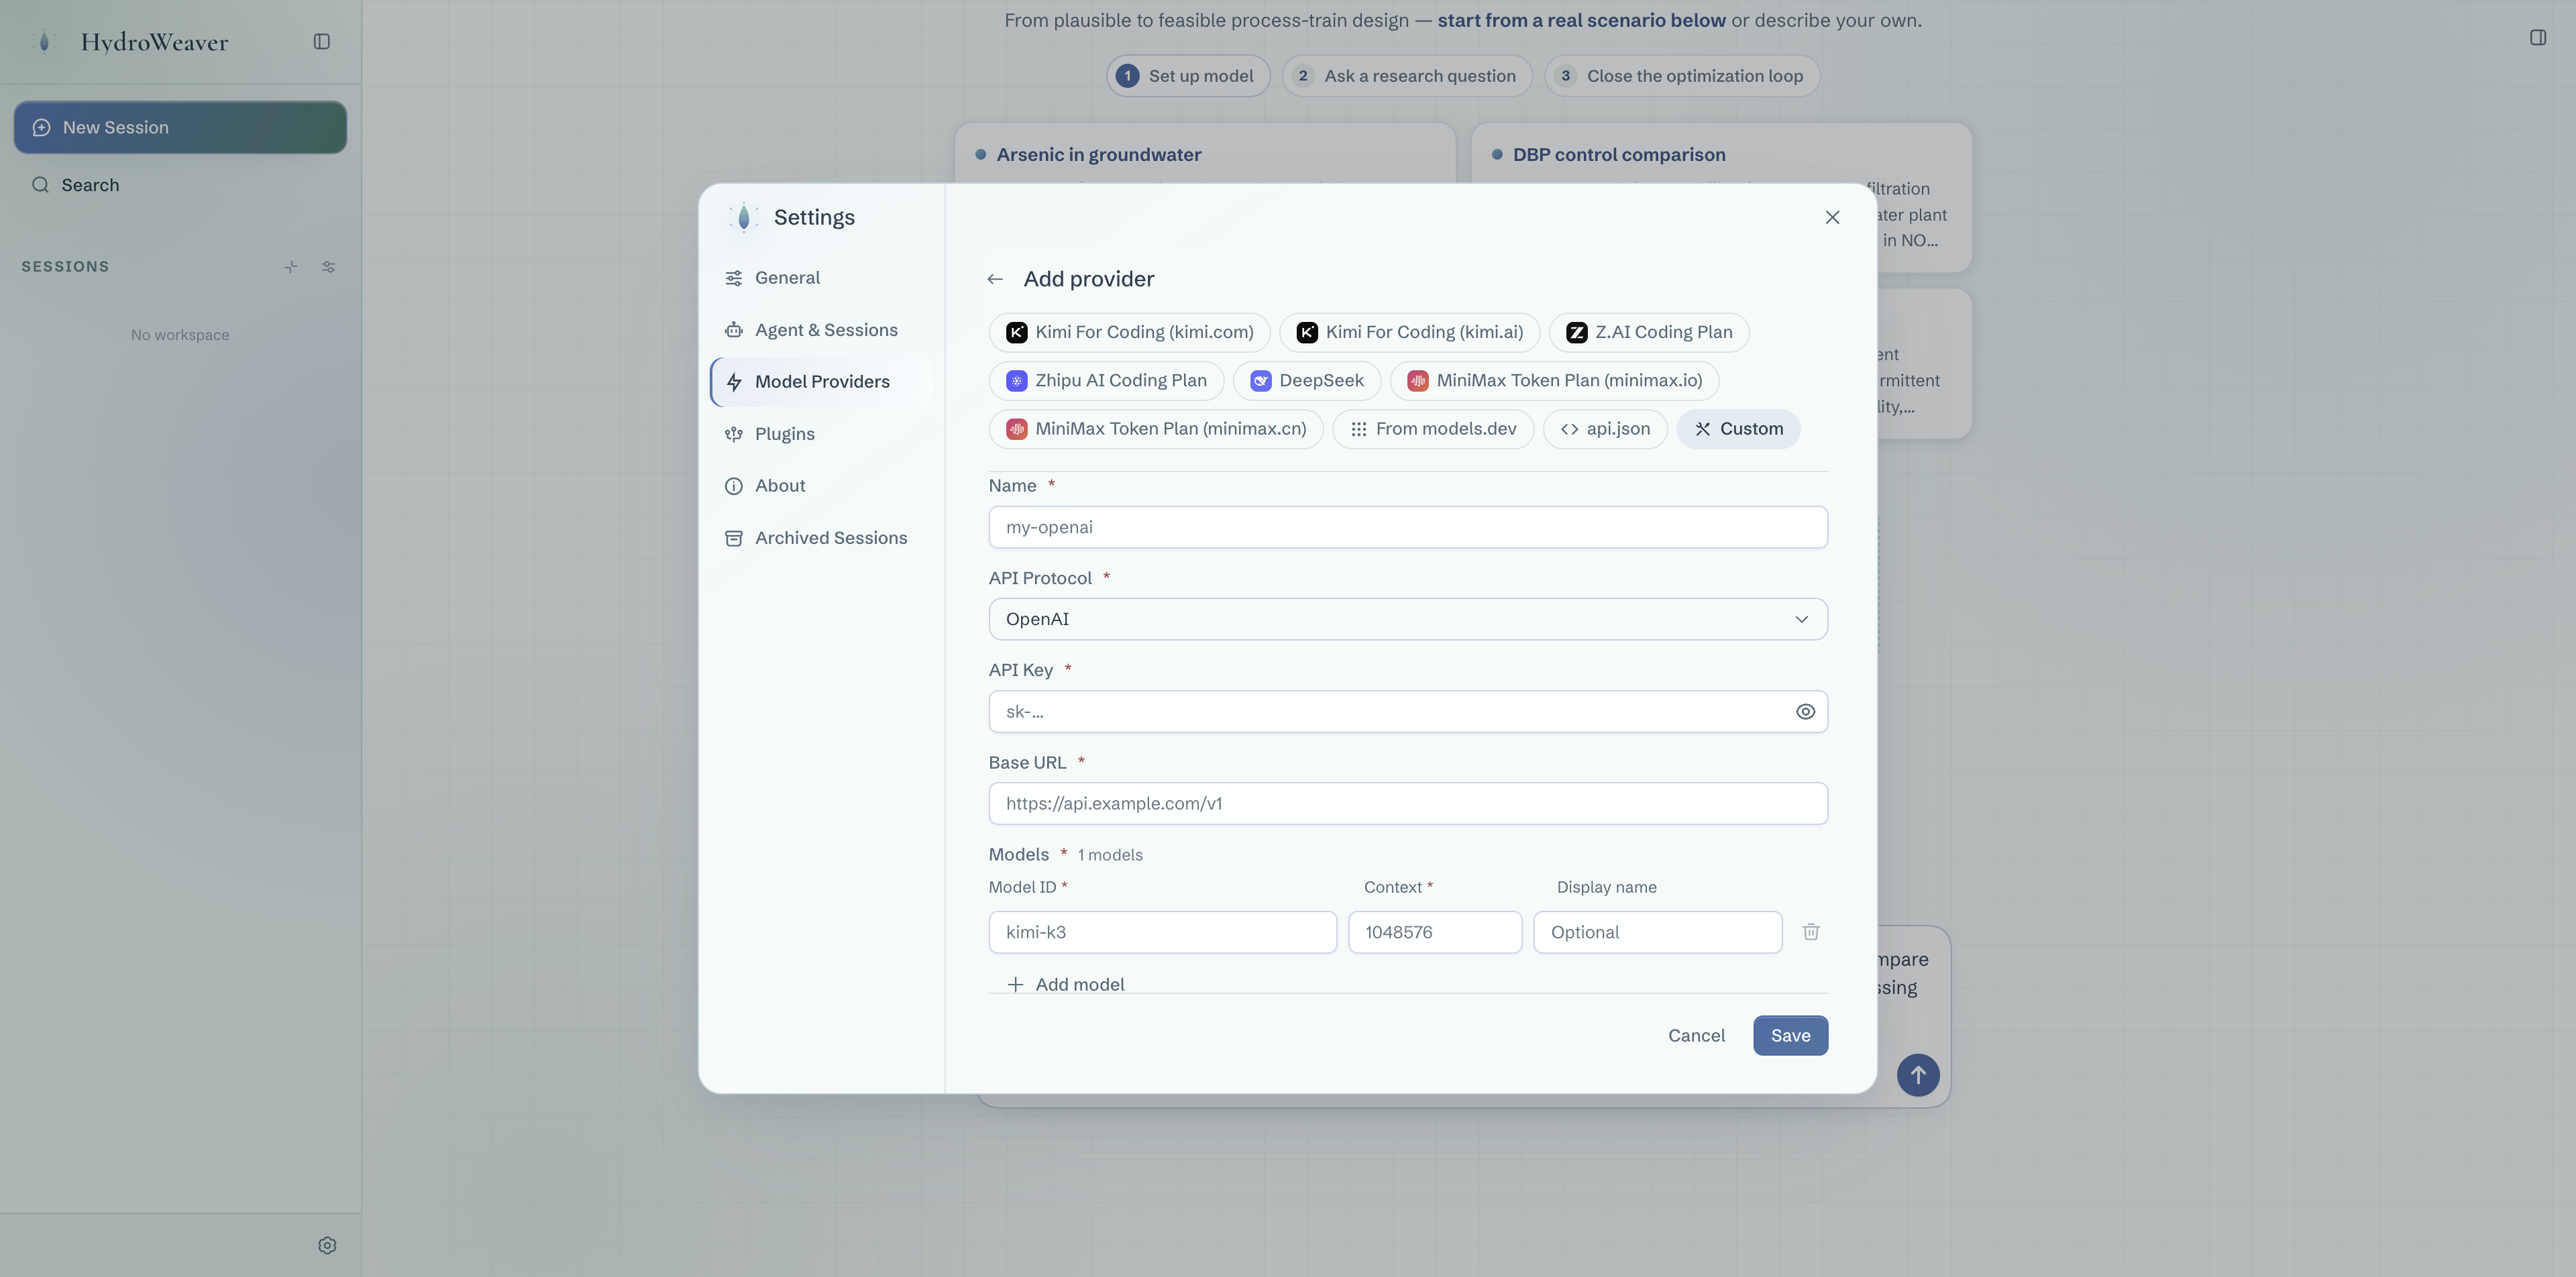 HydroWeaver
New Session
Search
SESSIONS
No workspace
From plausible to feasible process-train design — start from a real scenario below or describe your own.
1 Set up model
2 Ask a research question
3 Close the optimization loop
Arsenic in groundwater
DBP control comparison
filtration
ater plant
in NO...
ent
rmittent
lity,...
Settings
General
Agent & Sessions
Model Providers
Plugins
About
Archived Sessions
Add provider
Kimi For Coding (kimi.com)
Kimi For Coding (kimi.ai)
Z.AI Coding Plan
Zhipu AI Coding Plan
DeepSeek
MiniMax Token Plan (minimax.io)
MiniMax Token Plan (minimax.cn)
From models.dev
api.json
Custom
Name *
my-openai
API Protocol *
OpenAI
API Key *
sk-...
Base URL *
https://api.example.com/v1
Models * 1 models
Model ID * Context * Display name
kimi-k3 1048576 Optional
Add model
Cancel Save
mpare
ssing